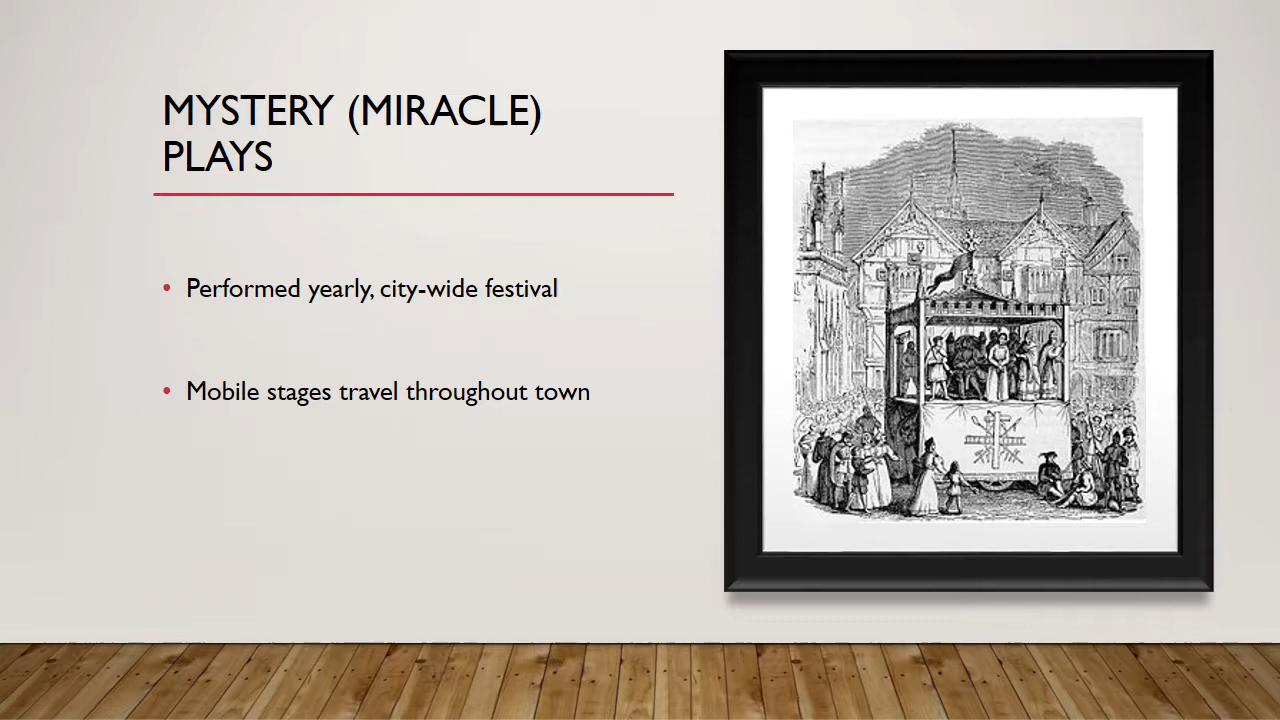 MYSTERY (MIRACLE)
PLAYS
• Performed yearly, city-wide festival
• Mobile stages travel throughout town